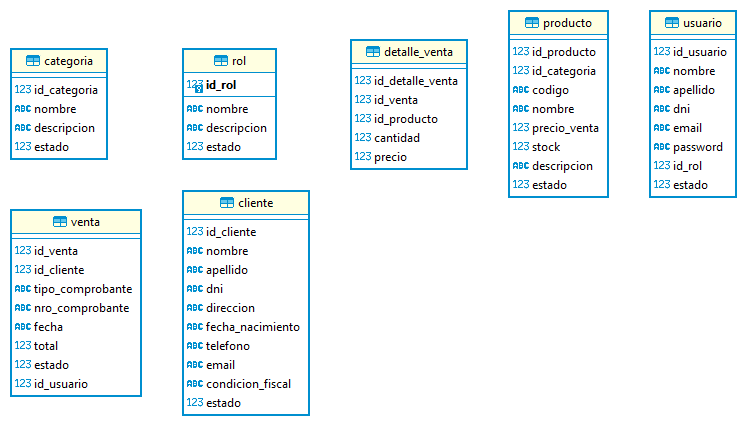 categoria
123 id_categoria
ABC nombre
ABC descripcion
123 estado
rol
123 id_rol
ABC nombre
ABC descripcion
123 estado
detalle_venta
123 id_detalle_venta
123 id_venta
123 id_producto
123 cantidad
123 precio
producto
123 id_producto
123 id_categoria
ABC codigo
ABC nombre
123 precio_venta
123 stock
ABC descripcion
123 estado
usuario
123 id_usuario
ABC nombre
ABC apellido
ABC dni
ABC email
ABC password
123 id_rol
123 estado
venta
123 id_venta
123 id_cliente
ABC tipo_comprobante
ABC nro_comprobante
ABC fecha
123 total
123 estado
123 id_usuario
cliente
123 id_cliente
ABC nombre
ABC apellido
ABC dni
ABC direccion
ABC fecha_nacimiento
ABC telefono
ABC email
ABC condicion_fiscal
123 estado